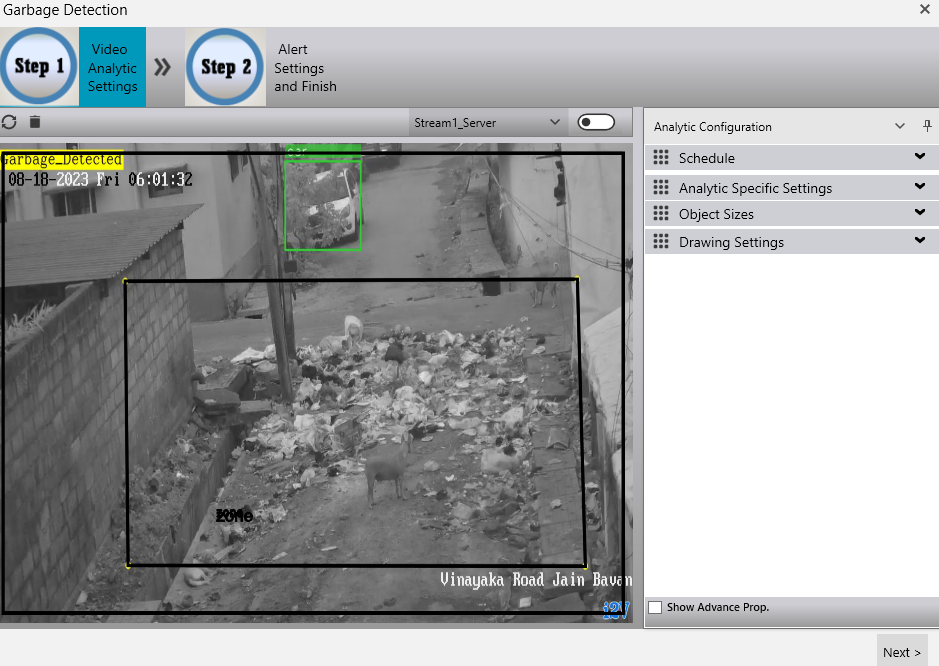 Garbage Detection
Step 1
Video
Analytic
Settings
Step 2
Alert
Settings
and Finish
Stream1_Server
Garbage_Detected
08-18-2023 Fri 06:01:32
zone
Vinayaka Road Jain Bavan
Analytic Configuration
Schedule
Analytic Specific Settings
Object Sizes
Drawing Settings
Show Advance Prop.
Next >